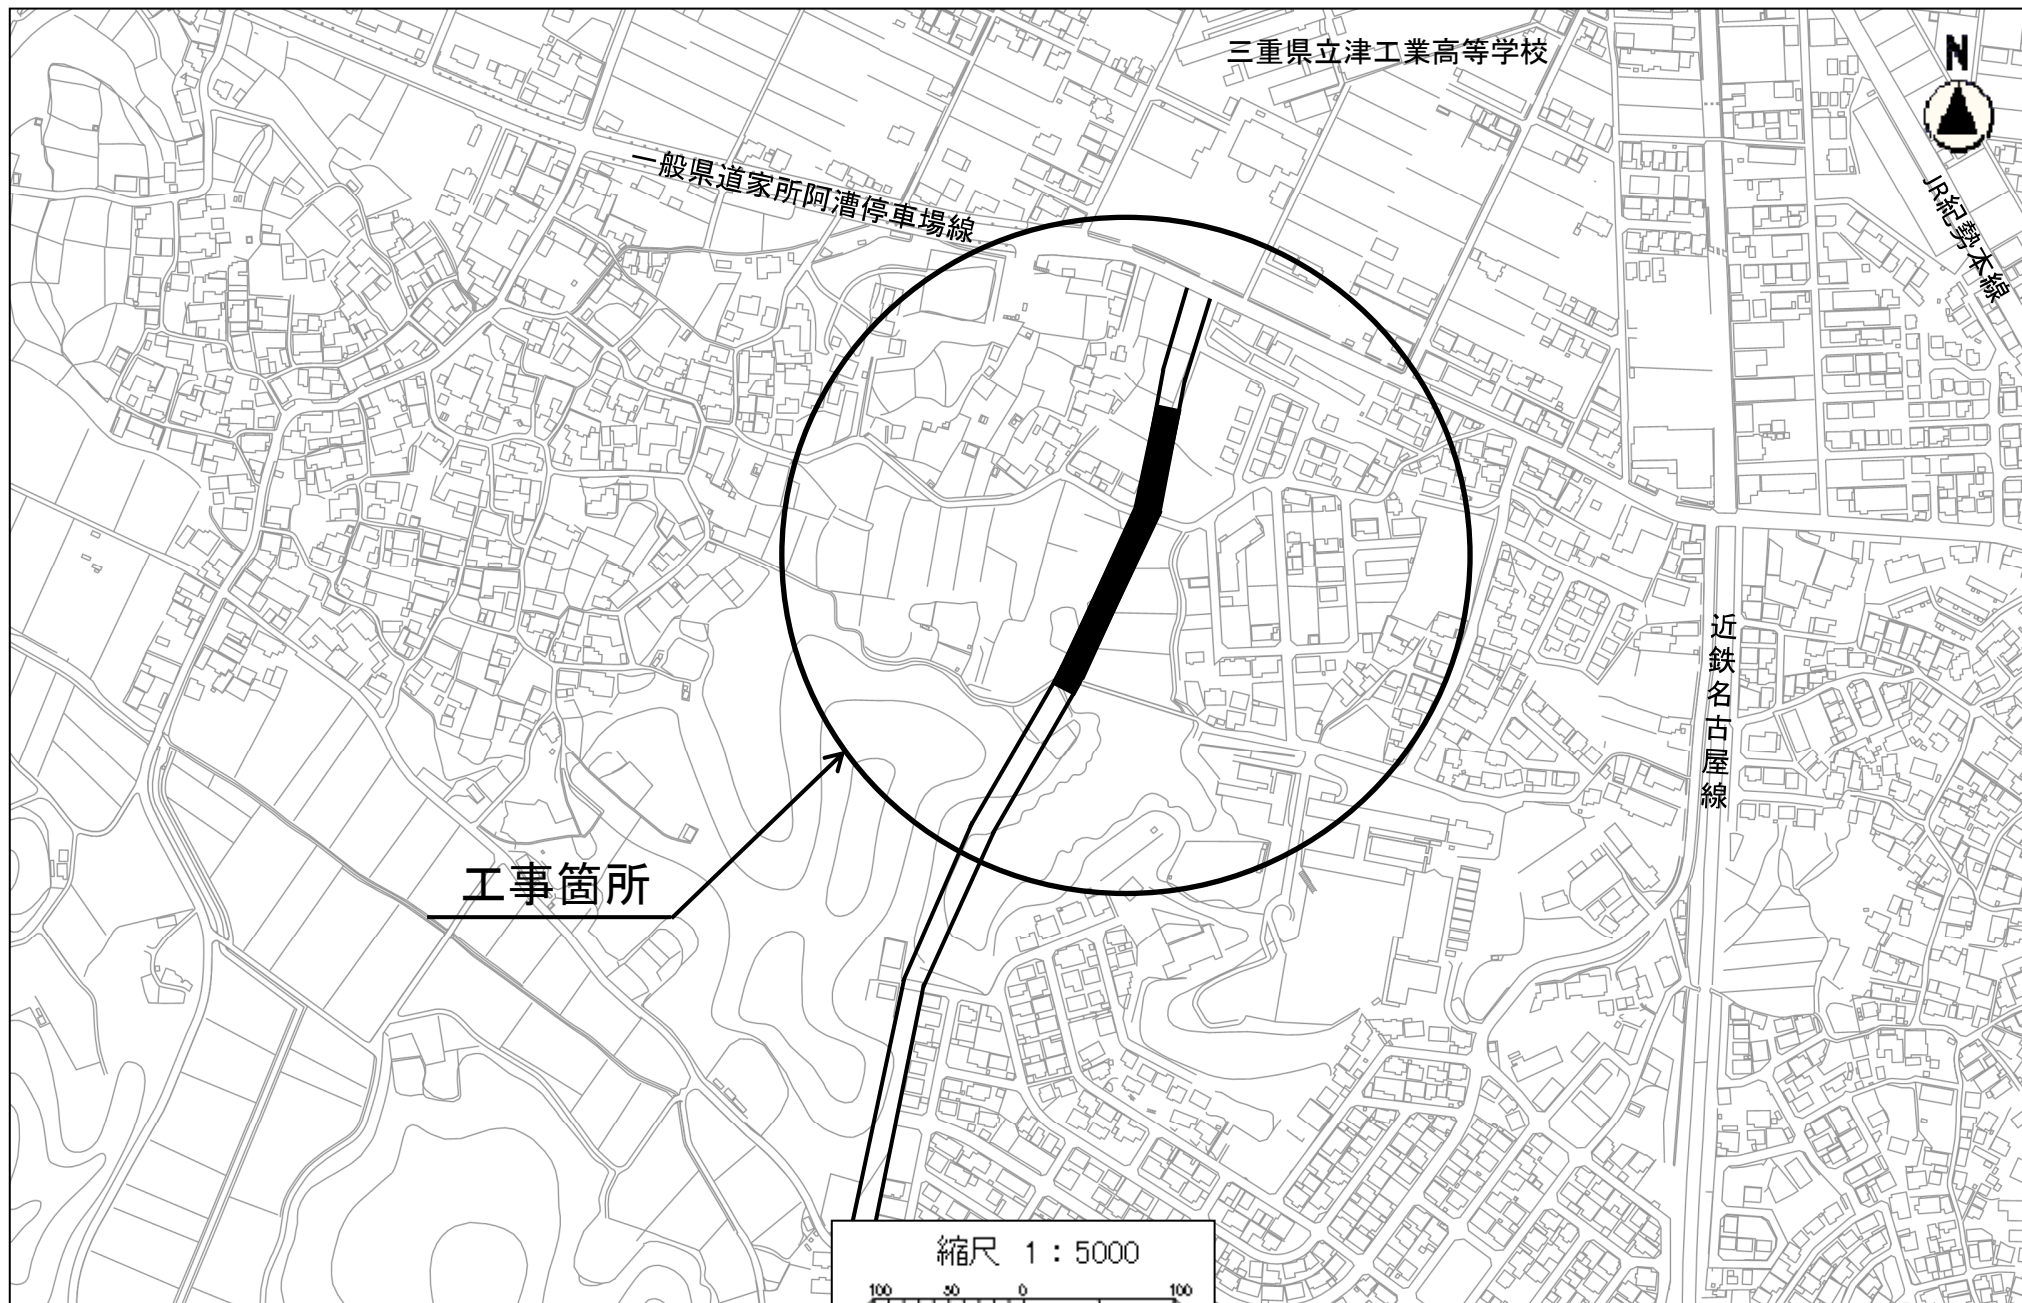 三重県立津工業高等学校
N
一般県道家所阿漕停車場線
JR紀勢本線
近鉄名古屋線
工事箇所
縮尺 1:5000
100 50 0 100